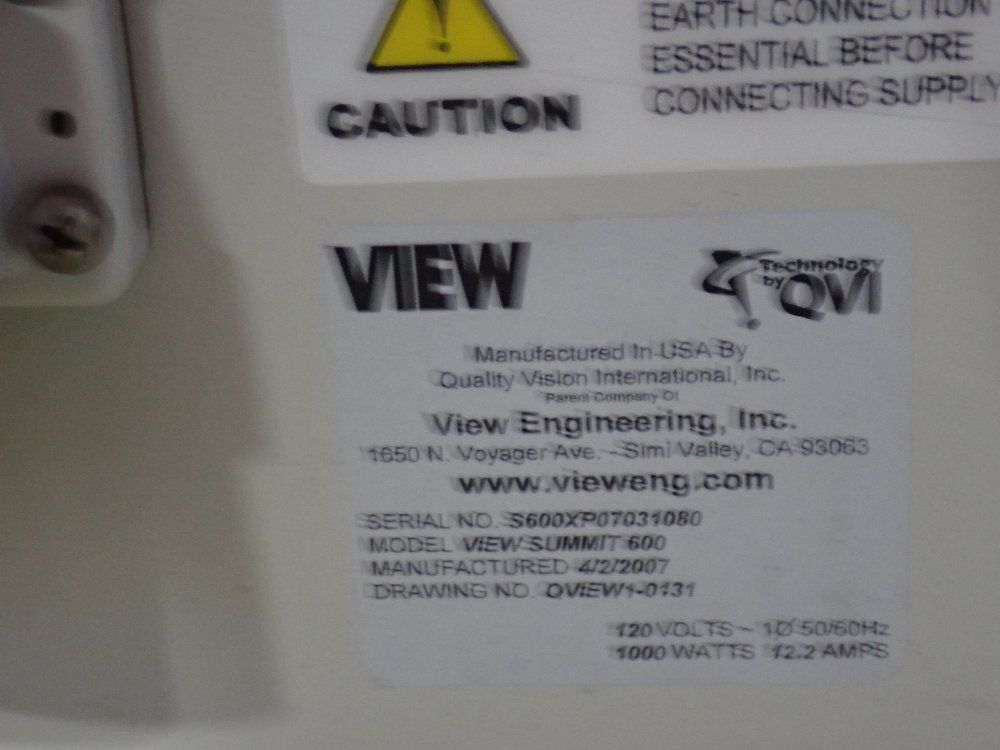 EARTH CONNECTION
ESSENTIAL BEFORE
CONNECTING SUPPLY
CAUTION
VIEW
Technology
by QVI
Manufactured In USA By
Quality Vision International, Inc.
Parent Company Of
View Engineering, Inc.
1650 N. Voyager Ave. - Simi Valley, CA 93063
www.vieweng.com
SERIAL NO. S600XP07031080
MODEL VIEW SUMMIT 600
MANUFACTURED 4/2/2007
DRAWING NO. QVIEW1-0131
120 VOLTS ~ 1Ø 50/60Hz
1000 WATTS 12.2 AMPS